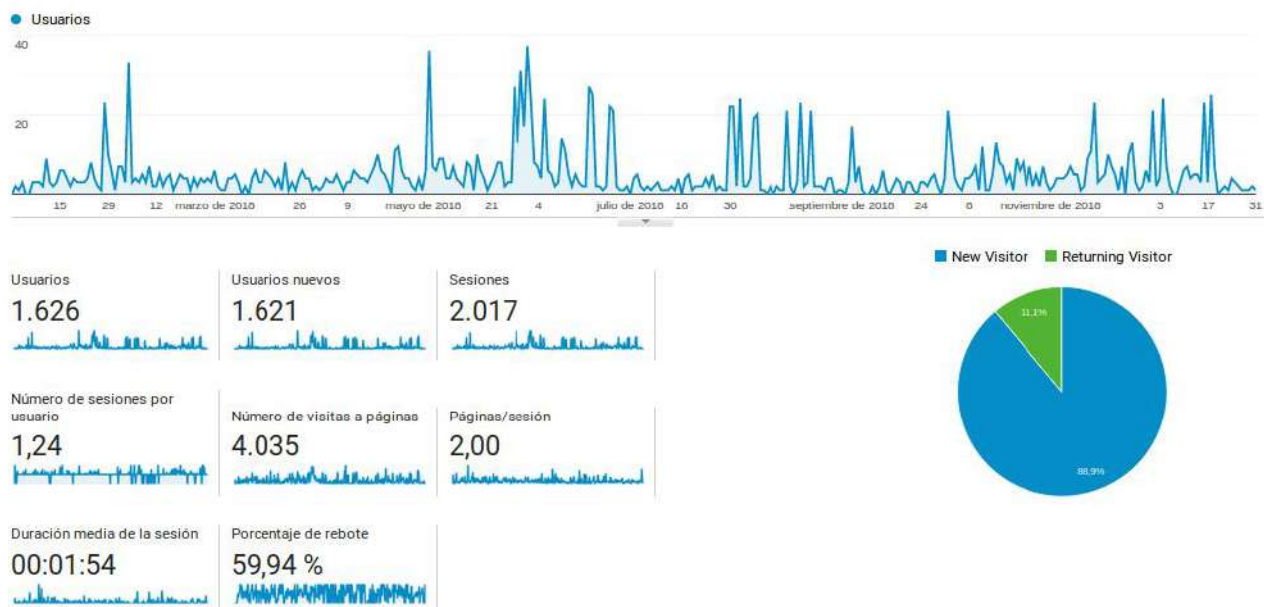 Usuarios
40
20
15 29 12 marzo de 2018 26 9 mayo de 2018 21 4 julio de 2018 16 30 septiembre de 2018 24 8 noviembre de 2018 3 17 31
New Visitor Returning Visitor
Usuarios Usuarios nuevos Sesiones
1.626 1.621 2.017
11,1%
88,9%
Número de sesiones por
usuario Número de visitas a páginas Páginas/sesión
1,24 4.035 2,00
Duración media de la sesión Porcentaje de rebote
00:01:54 59,94 %